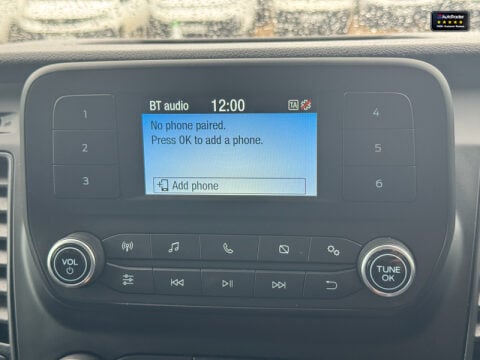 AutoTrader
BT audio 12:00 TA
No phone paired.
Press OK to add a phone.
Add phone
1
2
3
4
5
6
VOL
TUNE
OK